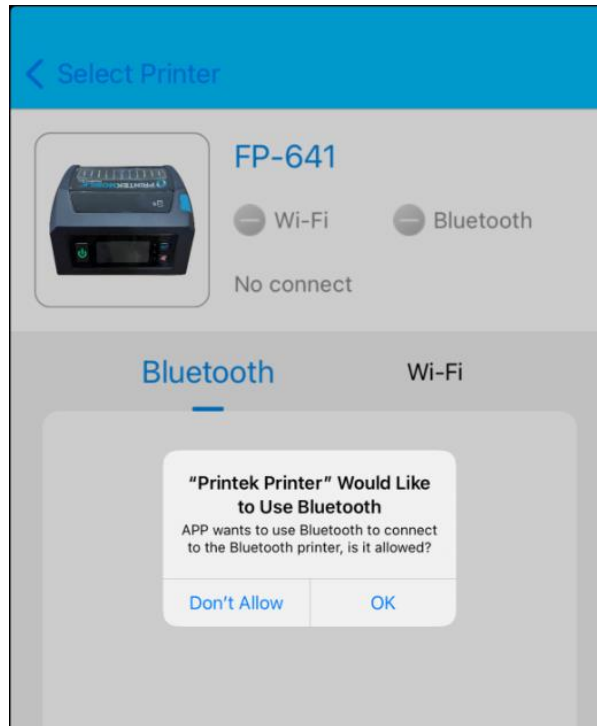 Select Printer
FP-641
Wi-Fi
Bluetooth
No connect
Bluetooth
Wi-Fi
“Printek Printer” Would Like
to Use Bluetooth
APP wants to use Bluetooth to connect
to the Bluetooth printer, is it allowed?
Don’t Allow
OK